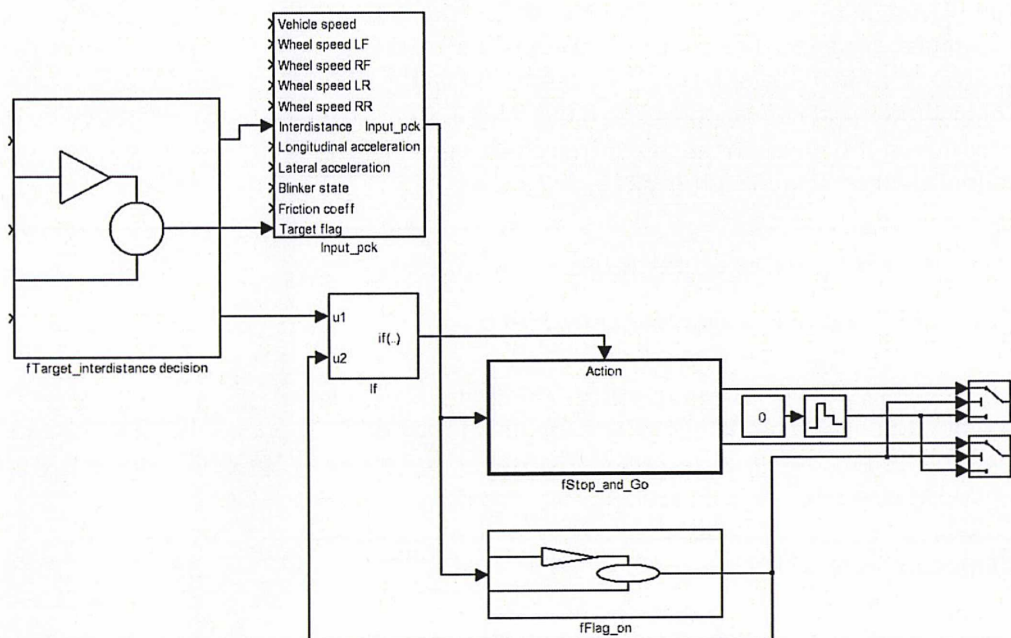 Vehicle speed
Wheel speed LF
Wheel speed RF
Wheel speed LR
Wheel speed RR
Interdistance Input_pck
Longitudinal acceleration
Lateral acceleration
Blinker state
Friction coeff
Target flag
Input_pck
fTarget_interdistance decision
u1
if(..)
u2
If
Action
0
fStop_and_Go
fFlag_on